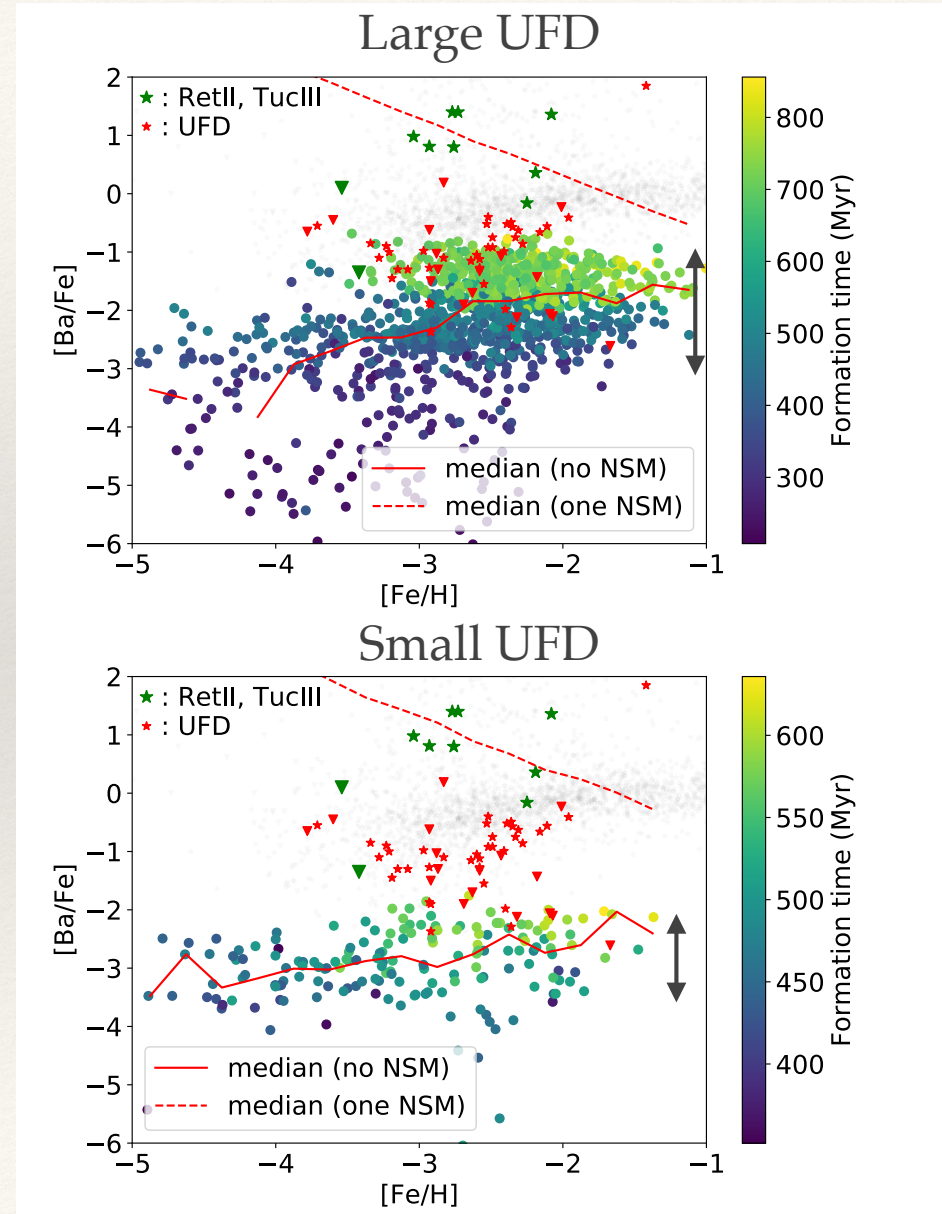 Large UFD
2
1
0
−1
−2
−3
−4
−5
−6
[Ba/Fe]
★ : RetII, TucIII
★ : UFD
median (no NSM)
median (one NSM)
−5
−4
−3
−2
−1
[Fe/H]
800
700
600
500
400
300
Formation time (Myr)
Small UFD
2
1
0
−1
−2
−3
−4
−5
−6
[Ba/Fe]
★ : RetII, TucIII
★ : UFD
median (no NSM)
median (one NSM)
−5
−4
−3
−2
−1
[Fe/H]
600
550
500
450
400
Formation time (Myr)